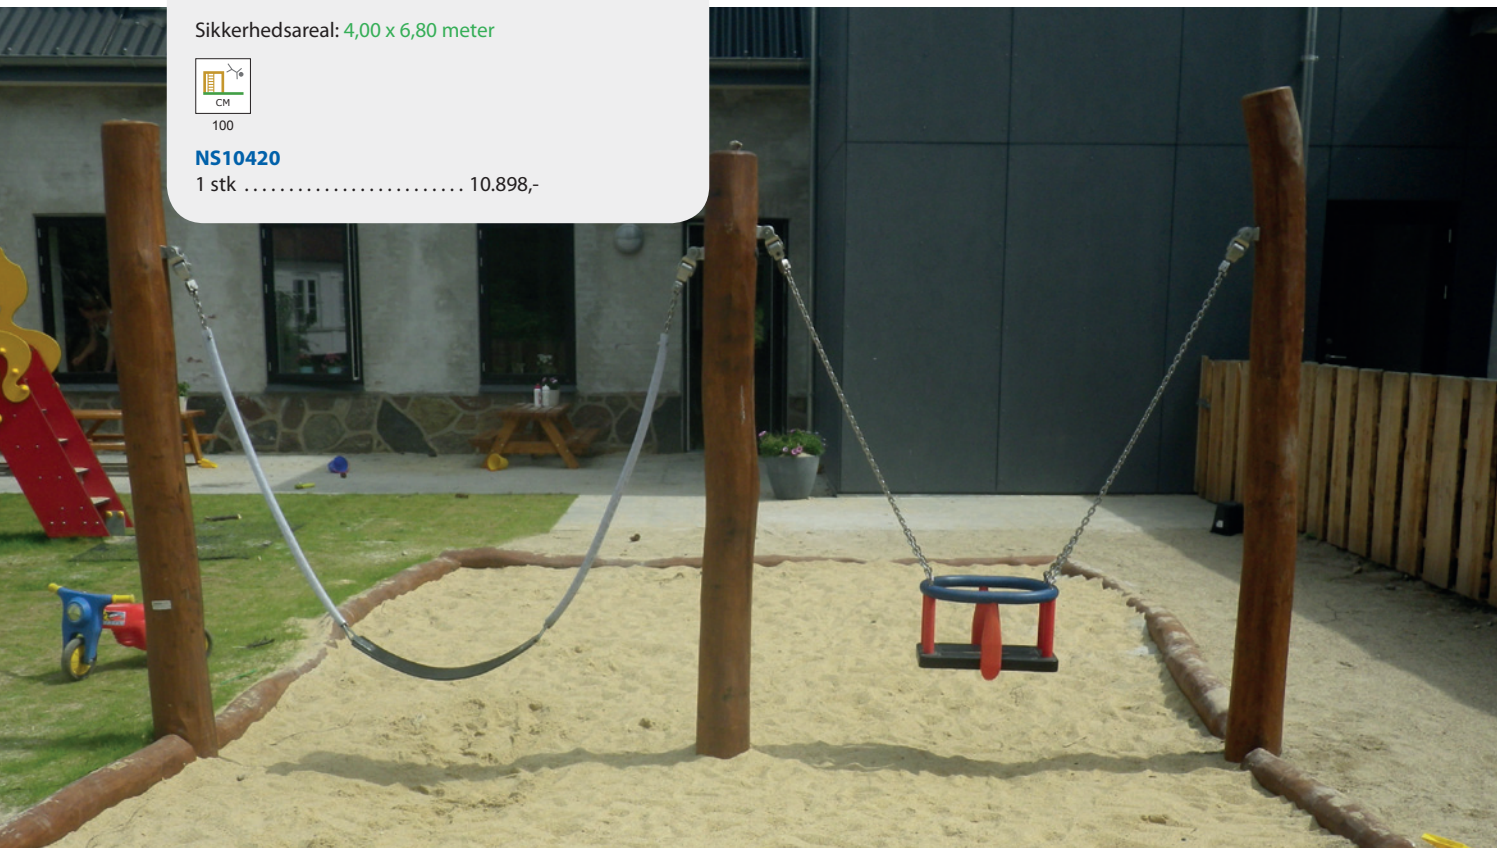 Sikkerhedsareal: 4,00 x 6,80 meter
CM
100
NS10420
1 stk ......................... 10.898,-